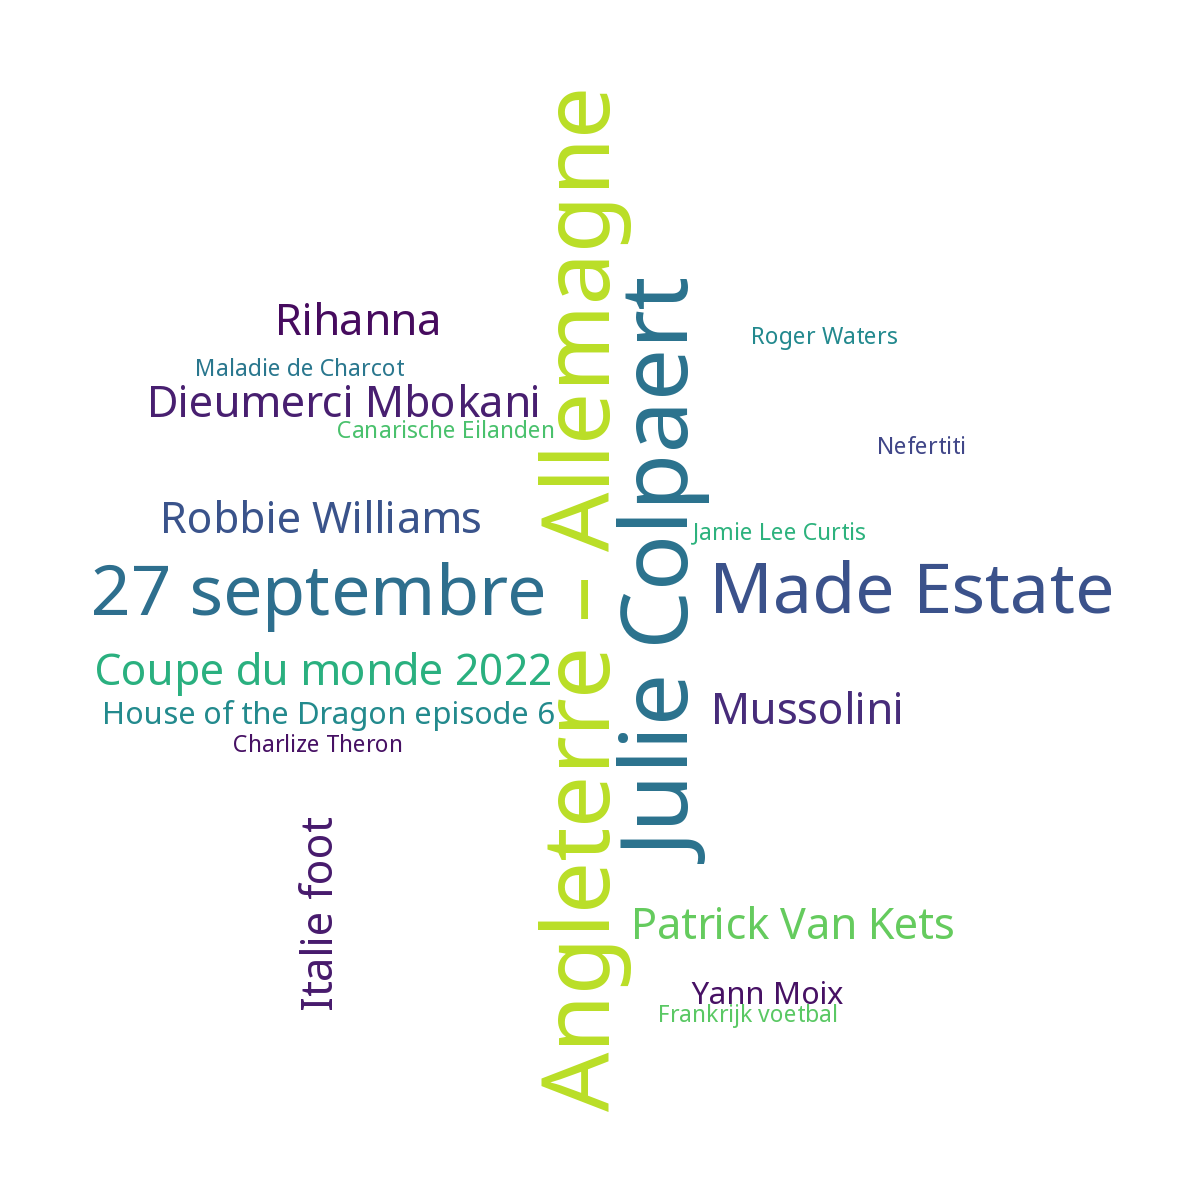 Angleterre – Allemagne
Julie Colpaert
Rihanna
Roger Waters
Maladie de Charcot
Dieumerci Mbokani
Canarische Eilanden
Nefertiti
Robbie Williams
Jamie Lee Curtis
27 septembre
Made Estate
Coupe du monde 2022
House of the Dragon episode 6
Mussolini
Charlize Theron
Italie foot
Patrick Van Kets
Yann Moix
Frankrijk voetbal